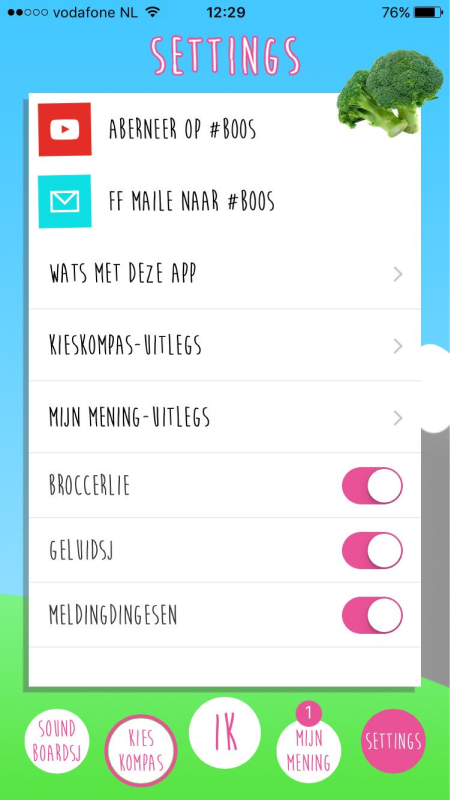 vodafone NL 12:29 76%
SETTINGS
ABERNEER OP #BOOS
FF MAILE NAAR #BOOS
WATS MET DEZE APP
KIESKOMPAS-UITLEGS
MIJN MENING-UITLEGS
BROCCERLIE
GELUIDSJ
MELDINGDINGESEN
SOUND
BOARDSJ
KIES
KOMPAS
IK
1
MIJN
MENING
SETTINGS